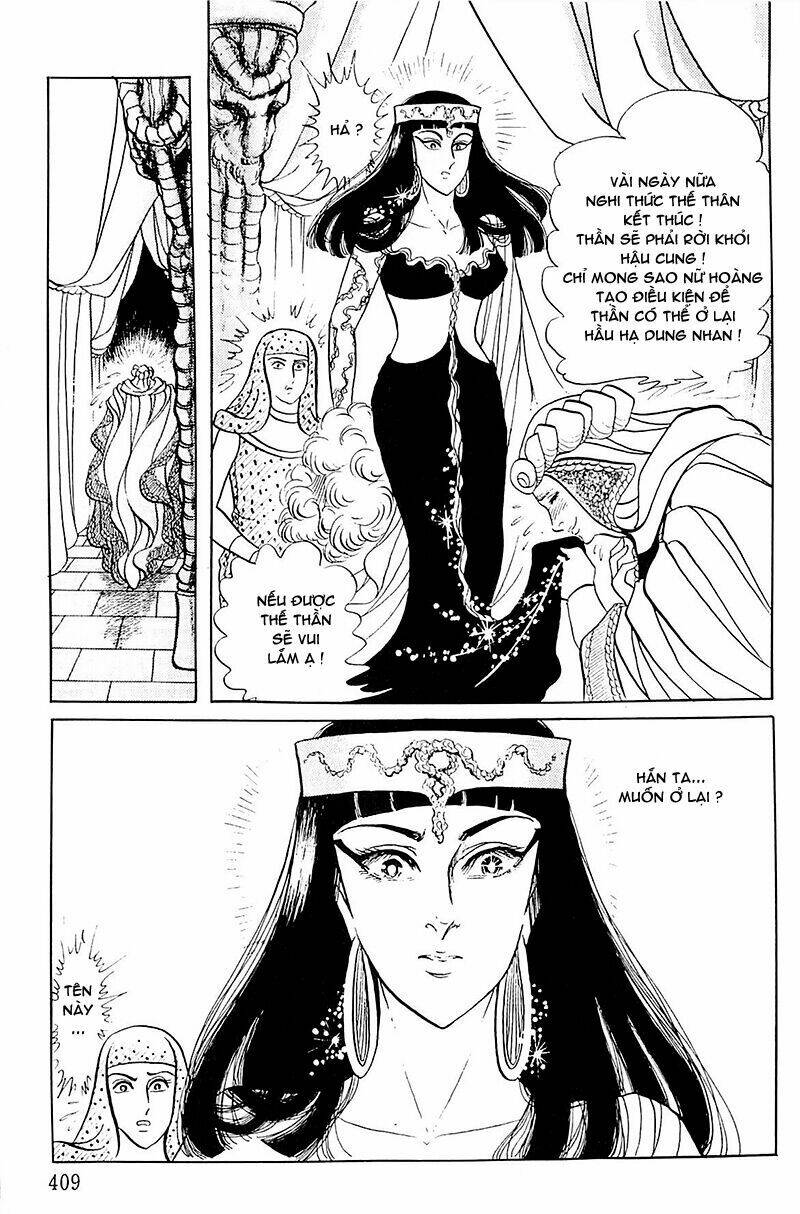 HẢ ?
VÀI NGÀY NỮA
NGHI THỨC THẾ THÂN
KẾT THÚC !
THẦN SẼ PHẢI RỜI KHỎI
HẬU CUNG !
CHỈ MONG SAO NỮ HOÀNG
TẠO ĐIỀU KIỆN ĐỂ
THẦN CÓ THỂ Ở LẠI
HẦU HẠ DUNG NHAN !
NẾU ĐƯỢC
THẾ THẦN
SẼ VUI
LẮM Ạ !
HẮN TA...
MUỐN Ở LẠI ?
TÊN
NÀY
...
409